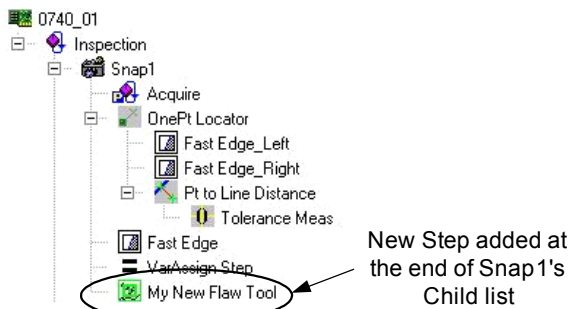 0740_01
Inspection
Snap1
Acquire
OnePt Locator
Fast Edge_Left
Fast Edge_Right
Pt to Line Distance
Tolerance Meas
Fast Edge
VarAssign Step
My New Flaw Tool
New Step added at
the end of Snap1's
Child list